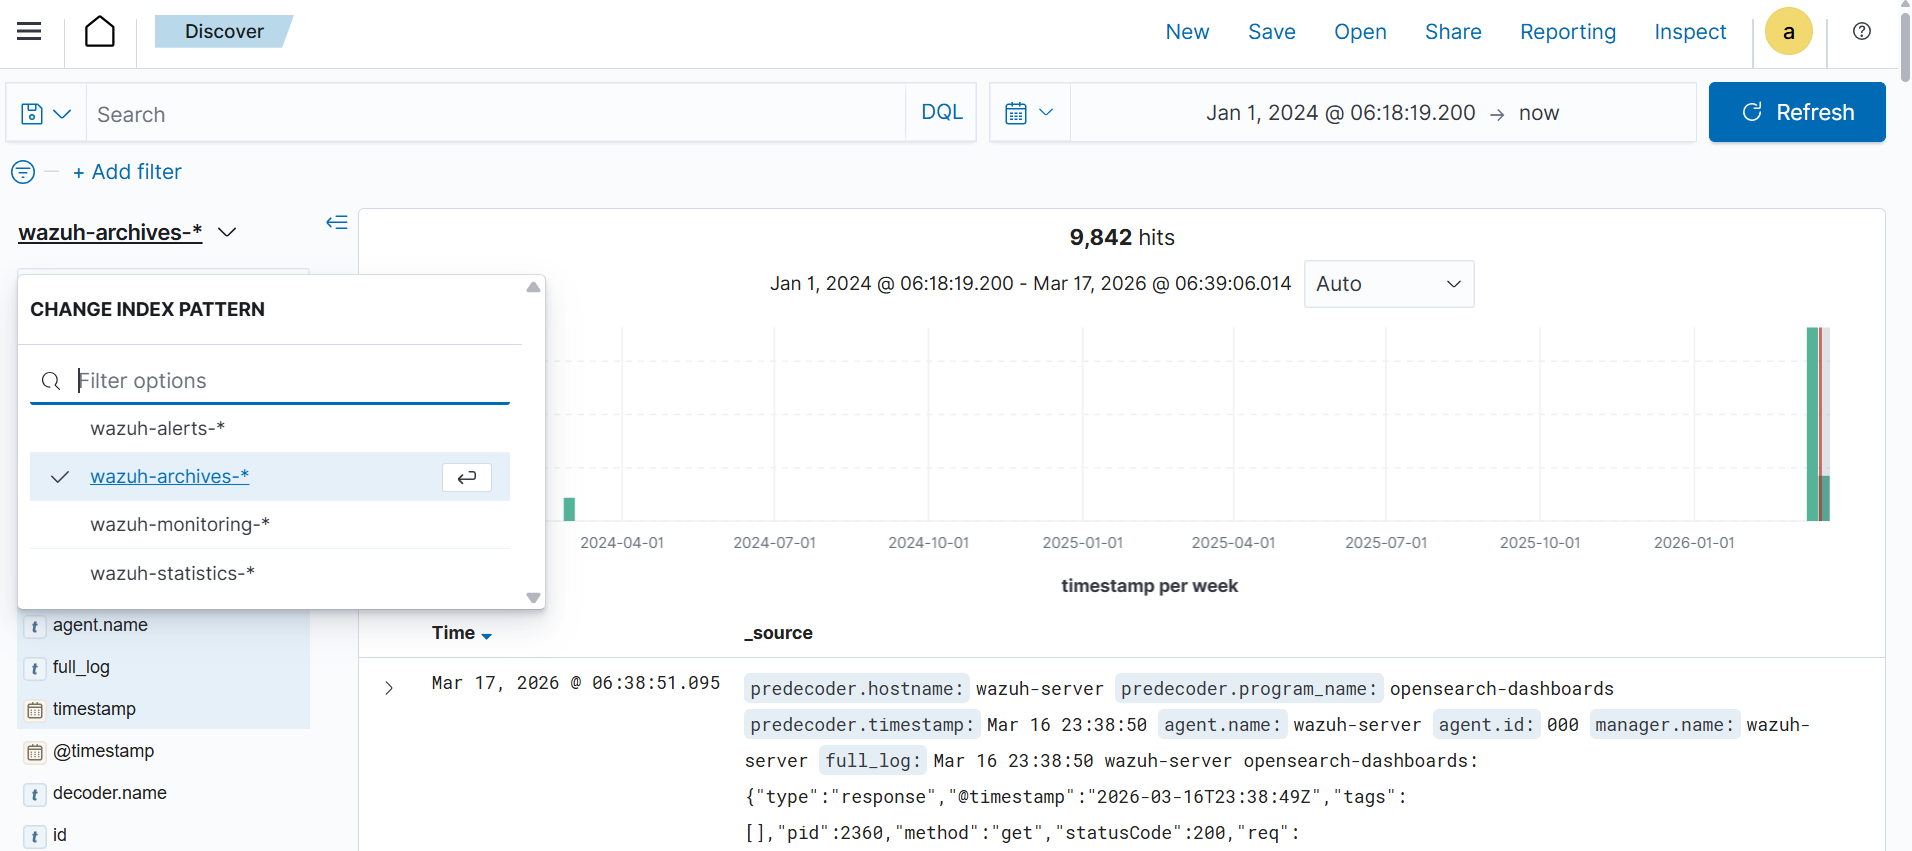 Discover
New Save Open Share Reporting Inspect a
Search DQL Jan 1, 2024 @ 06:18:19.200 → now Refresh
+ Add filter
wazuh-archives-*
9,842 hits
Jan 1, 2024 @ 06:18:19.200 - Mar 17, 2026 @ 06:39:06.014 Auto
CHANGE INDEX PATTERN
Filter options
wazuh-alerts-*
wazuh-archives-*
wazuh-monitoring-*
wazuh-statistics-*
2024-04-01 2024-07-01 2024-10-01 2025-01-01 2025-04-01 2025-07-01 2025-10-01 2026-01-01
timestamp per week
t agent.name
t full_log
timestamp
@timestamp
t decoder.name
t id
Time _source
Mar 17, 2026 @ 06:38:51.095 predecoder.hostname: wazuh-server predecoder.program_name: opensearch-dashboards
predecoder.timestamp: Mar 16 23:38:50 agent.name: wazuh-server agent.id: 000 manager.name: wazuh-
server full_log: Mar 16 23:38:50 wazuh-server opensearch-dashboards:
{"type":"response","@timestamp":"2026-03-16T23:38:49Z","tags":
[],"pid":2360,"method":"get","statusCode":200,"req":